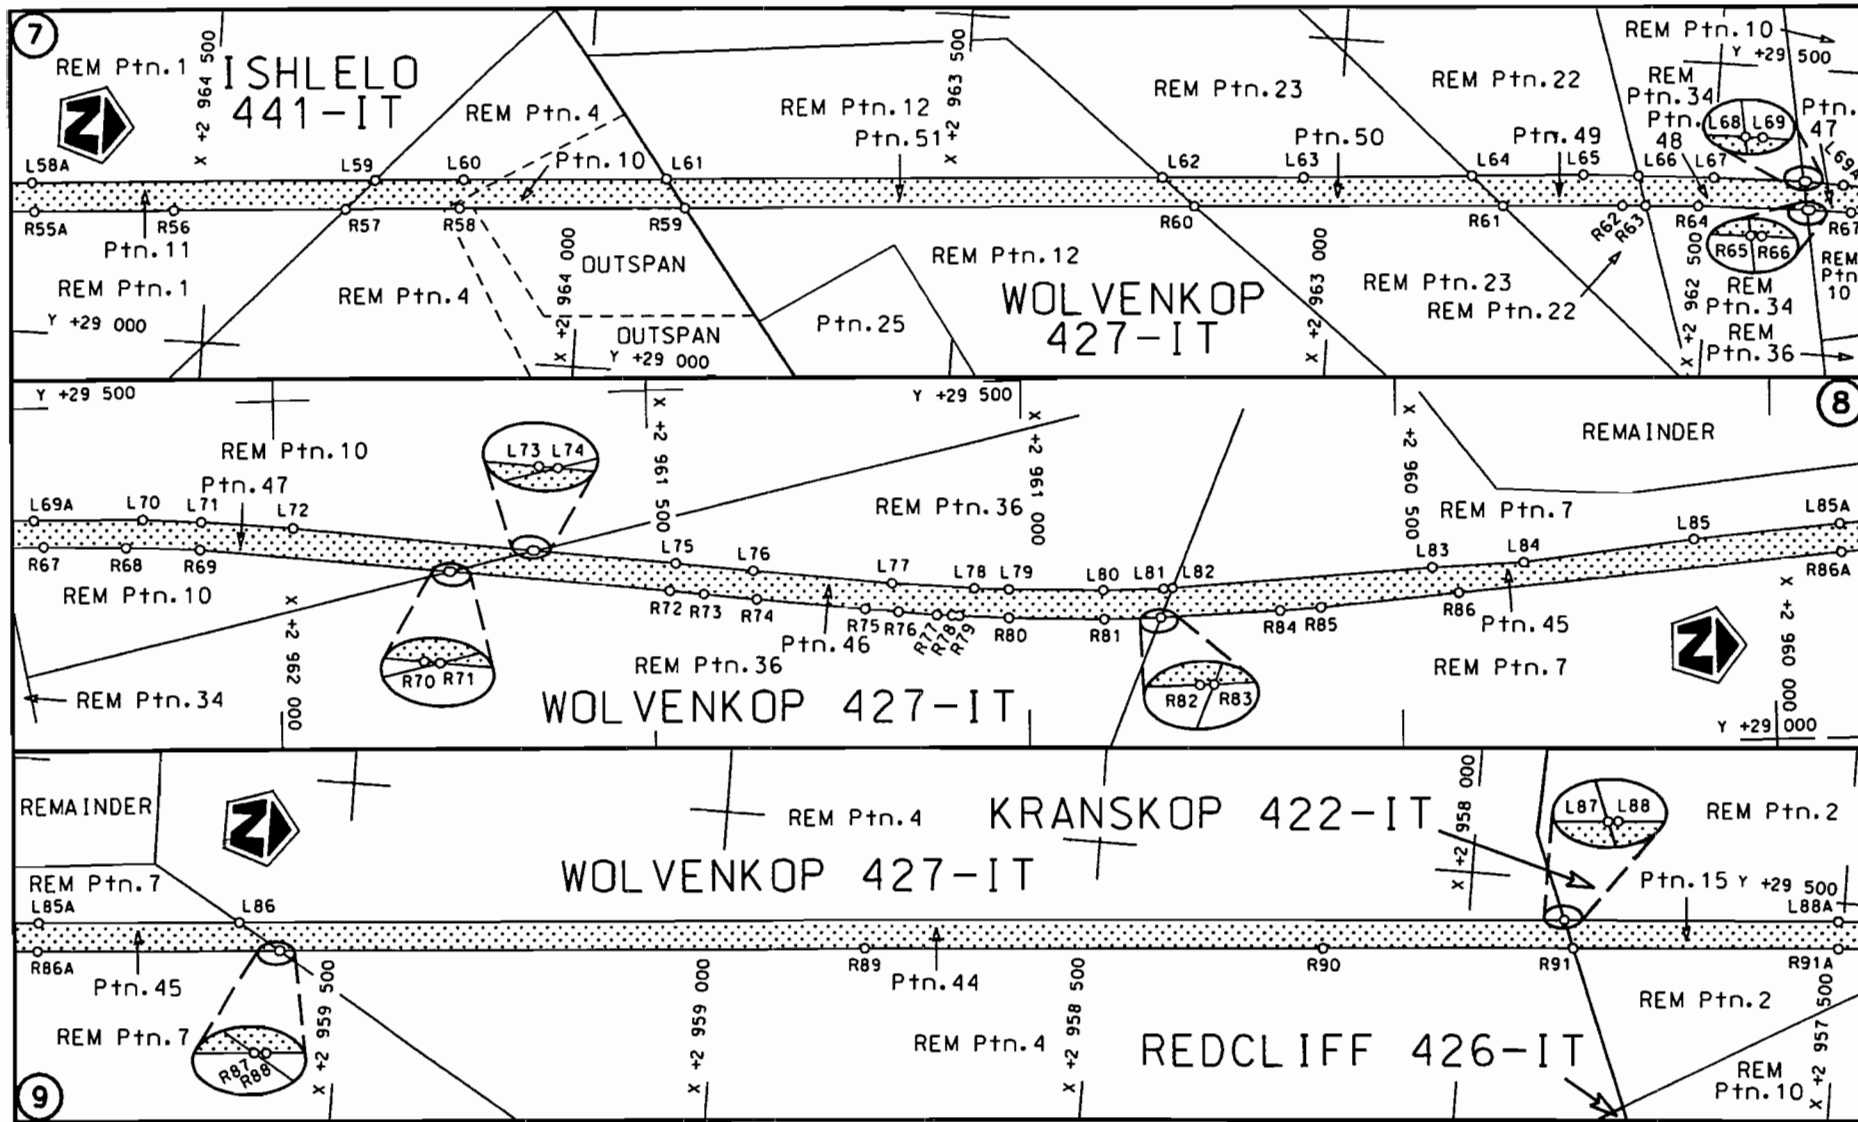 7
REM Ptn.1
ISHLELO
441-IT
X +2 964 500
REM Ptn.4
REM Ptn.12
Ptn.51
X +2 963 500
REM Ptn.23
Ptn.50
REM Ptn.22
Ptn.49
REM Ptn.10
Y +29 500
REM
Ptn.34
Ptn.
48
L68 L69
Ptn.
47
L58A
L59
L60
Ptn.10
L61
L62
L63
L64
L65
L66
L67
L69A
R55A
R56
R57
R58
R59
R60
R61
R62
R63
R64
R65 R66
R67
Ptn.11
REM Ptn.1
Y +29 000
REM Ptn.4
X +2 964 000
OUTSPAN
OUTSPAN
Y +29 000
Ptn.25
REM Ptn.12
WOLVENKOP
427-IT
X +2 963 000
REM Ptn.23
REM Ptn.22
X +2 962 500
REM
Ptn.34
REM
Ptn.36
REM
Ptn
10
8
Y +29 500
REM Ptn.10
Ptn.47
L73 L74
X +2 961 500
Y +29 500
X +2 961 000
REM Ptn.36
X +2 960 500
REMAINDER
REM Ptn.7
L69A
L70
L71
L72
L75
L76
L77
L78
L79
L80
L81
L82
L83
L84
L85
L85A
R67
R68
R69
R70 R71
R72
R73
R74
R75
R76
R77
R78
R79
R80
R81
R82
R83
R84
R85
R86
R86A
REM Ptn.10
X +2 962 000
REM Ptn.34
Ptn.46
REM Ptn.36
WOLVENKOP 427-IT
Ptn.45
REM Ptn.7
X +2 960 000
Y +29 000
9
REMAINDER
REM Ptn.7
REM Ptn.4
WOLVENKOP 427-IT
KRANSKOP 422-IT
X +2 958 000
L87 L88
REM Ptn.2
Ptn.15
Y +29 500
L85A
L86
L88A
R86A
R87
R88
R89
R90
R91
R91A
Ptn.45
REM Ptn.7
X +2 959 500
X +2 959 000
Ptn.44
REM Ptn.4
X +2 958 500
REDCLIFF 426-IT
REM Ptn.2
REM
Ptn.10
X +2 957 500